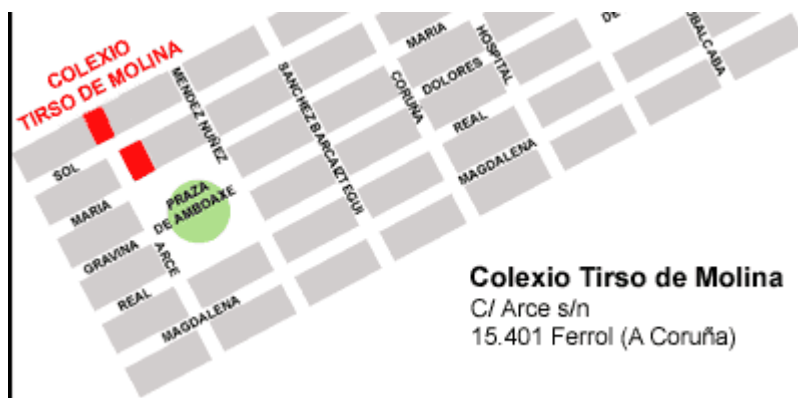 COLEXIO
TIRSO DE MOLINA
MENDEZ NUÑEZ
SANCHEZ BARCAIZTEGUI
MARIA
HOSPITAL
DE
CORUÑA
DOLORES
REAL
MAGDALENA
SOL
MARIA
GRAVINA
REAL
MAGDALENA
ARCE
PRAZA
DE AMBOAXE
Colexio Tirso de Molina
C/ Arce s/n
15.401 Ferrol (A Coruña)